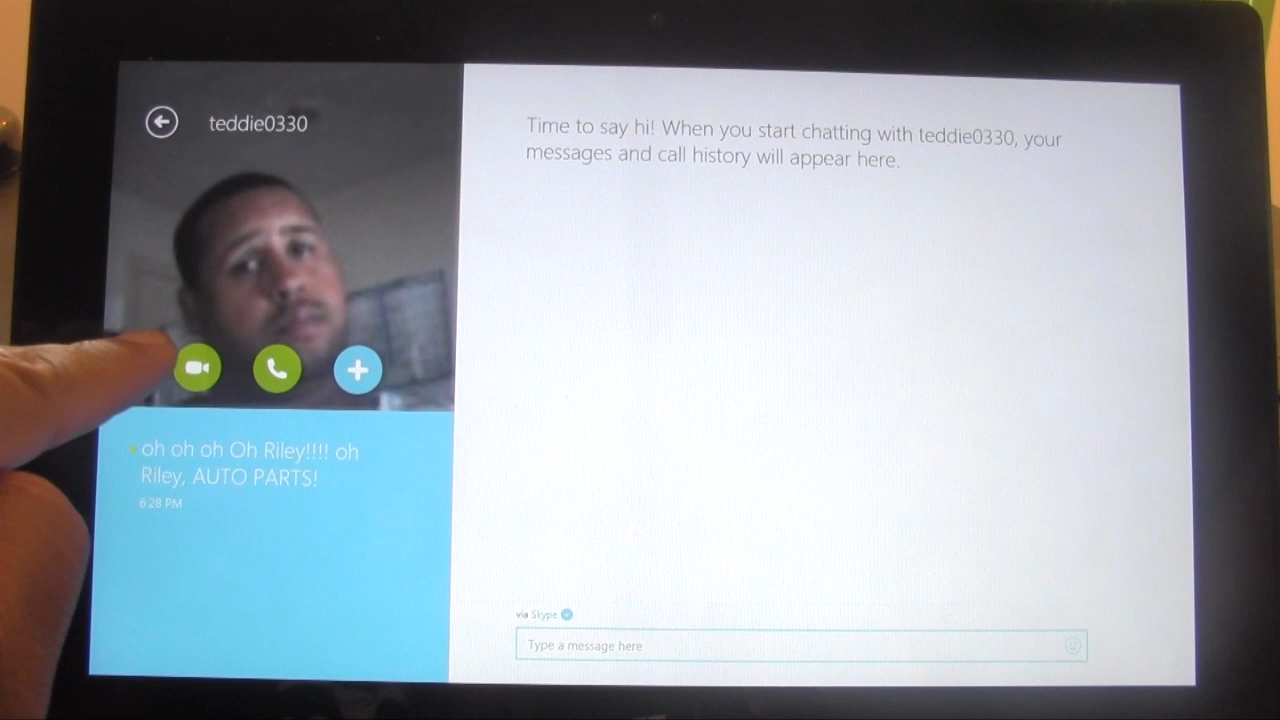 teddie0330
Time to say hi! When you start chatting with teddie0330, your
messages and call history will appear here.
oh oh oh Oh Riley!!!! oh
Riley, AUTO PARTS!
6:28 PM
via Skype
Type a message here